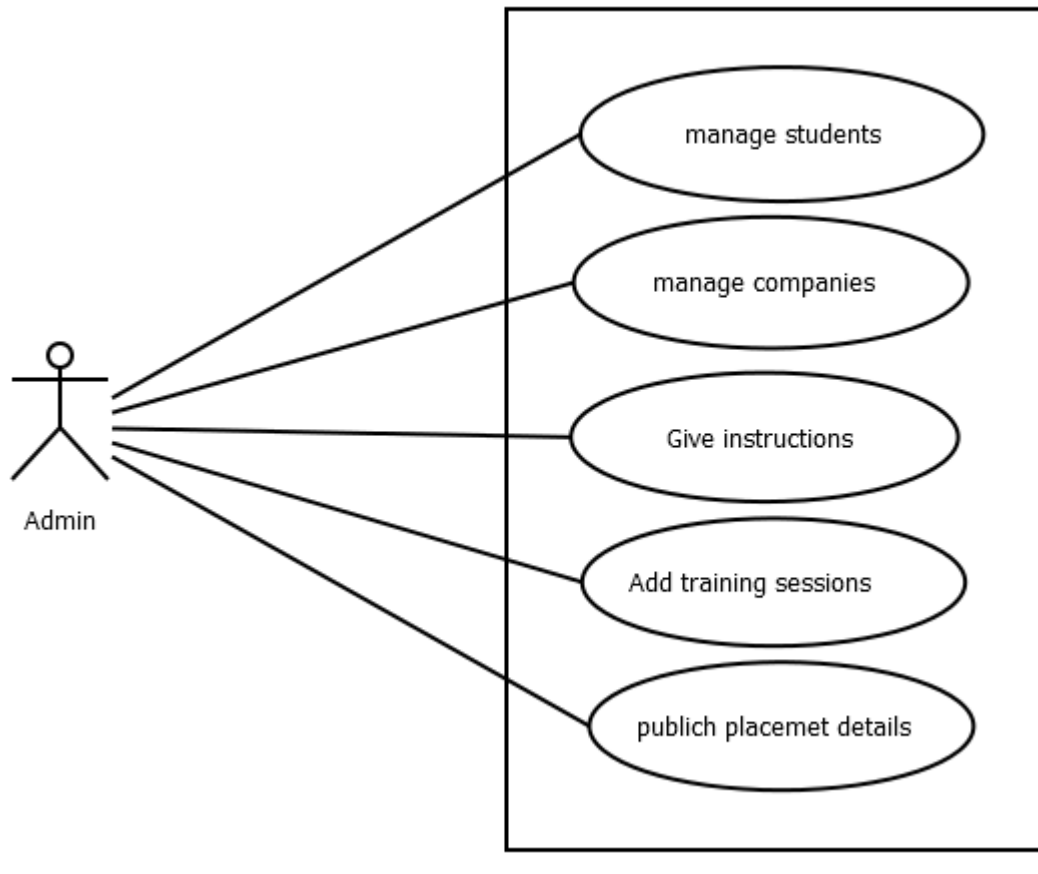 manage students
manage companies
Give instructions
Admin
Add training sessions
publich placemet details